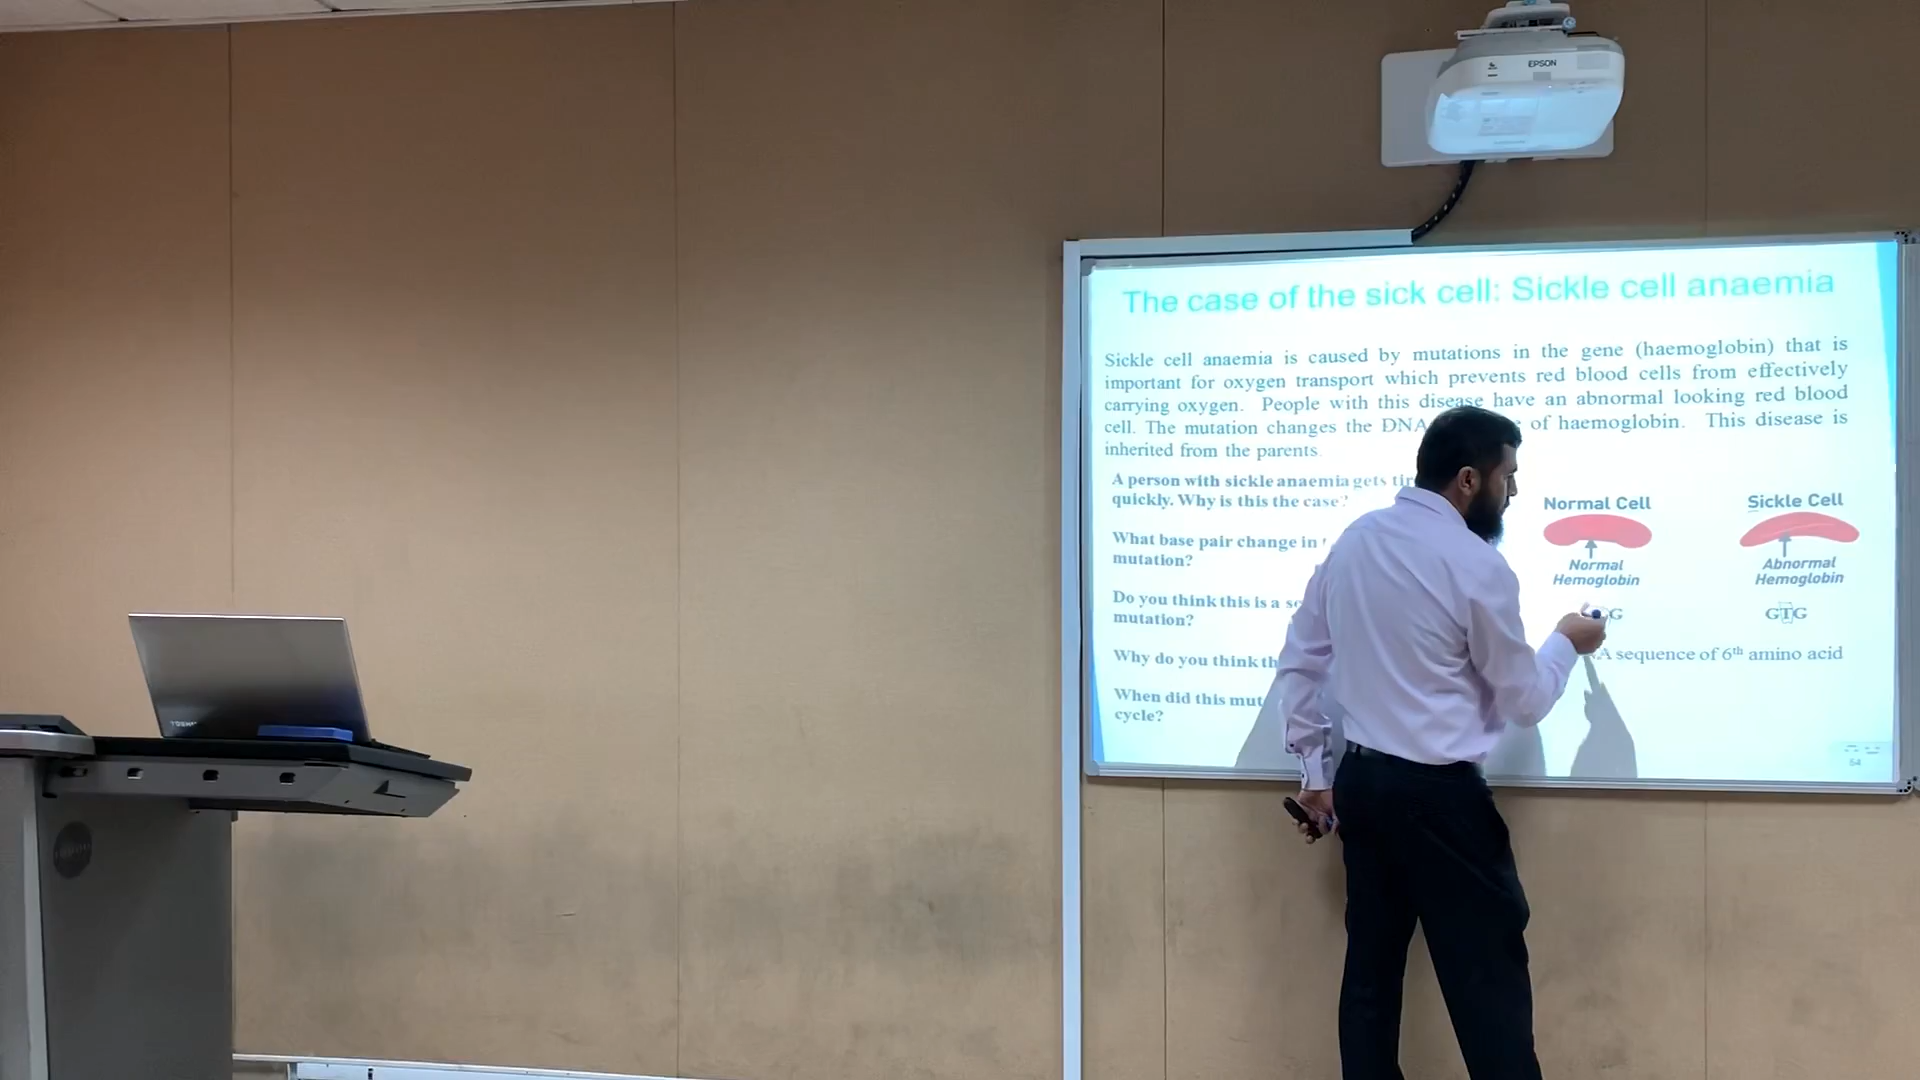 EPSON
The case of the sick cell: Sickle cell anaemia
Sickle cell anaemia is caused by mutations in the gene (haemoglobin) that is
important for oxygen transport which prevents red blood cells from effectively
carrying oxygen. People with this disease have an abnormal looking red blood
cell. The mutation changes the DNA of haemoglobin. This disease is
inherited from the parents.
A person with sickle anaemia gets
quickly. Why is this the case?
What base pair change in
mutation?
Do you think this is a
mutation?
Why do you think
When did this
cycle?
Normal Cell
Normal
Hemoglobin
Sickle Cell
Abnormal
Hemoglobin
GTG
sequence of 6th amino acid
54
TOSHIBA